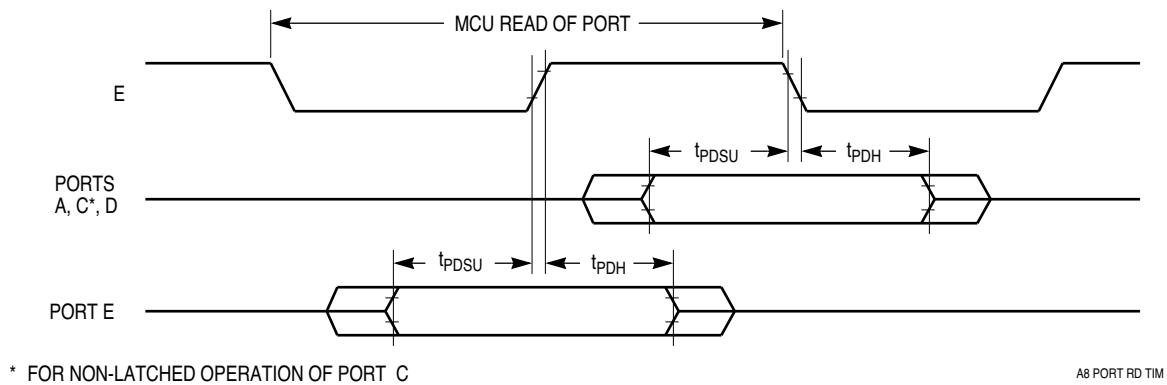 MCU READ OF PORT
E
tPDSU
tPDH
PORTS
A, C*, D
tPDSU
tPDH
PORT E
* FOR NON-LATCHED OPERATION OF PORT C
A8 PORT RD TIM